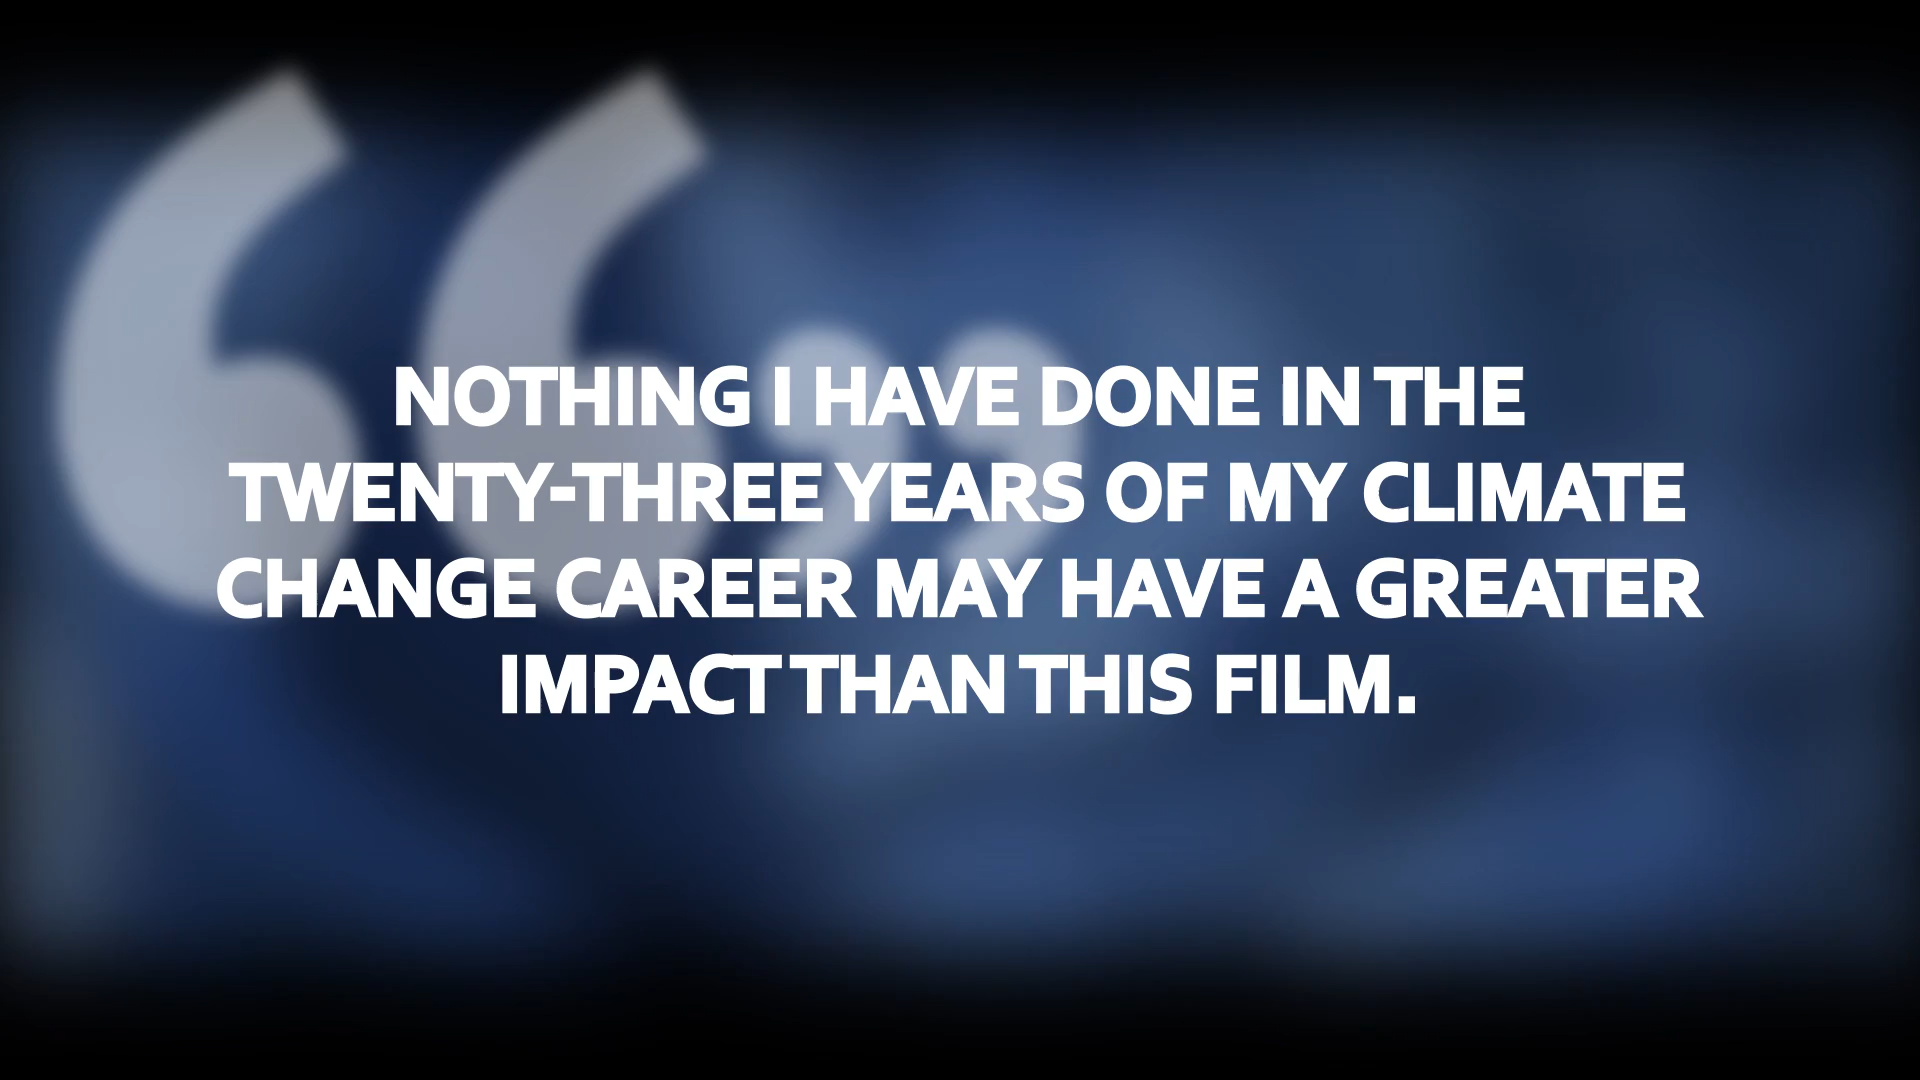 NOTHING I HAVE DONE IN THE
TWENTY-THREE YEARS OF MY CLIMATE
CHANGE CAREER MAY HAVE A GREATER
IMPACT THAN THIS FILM.